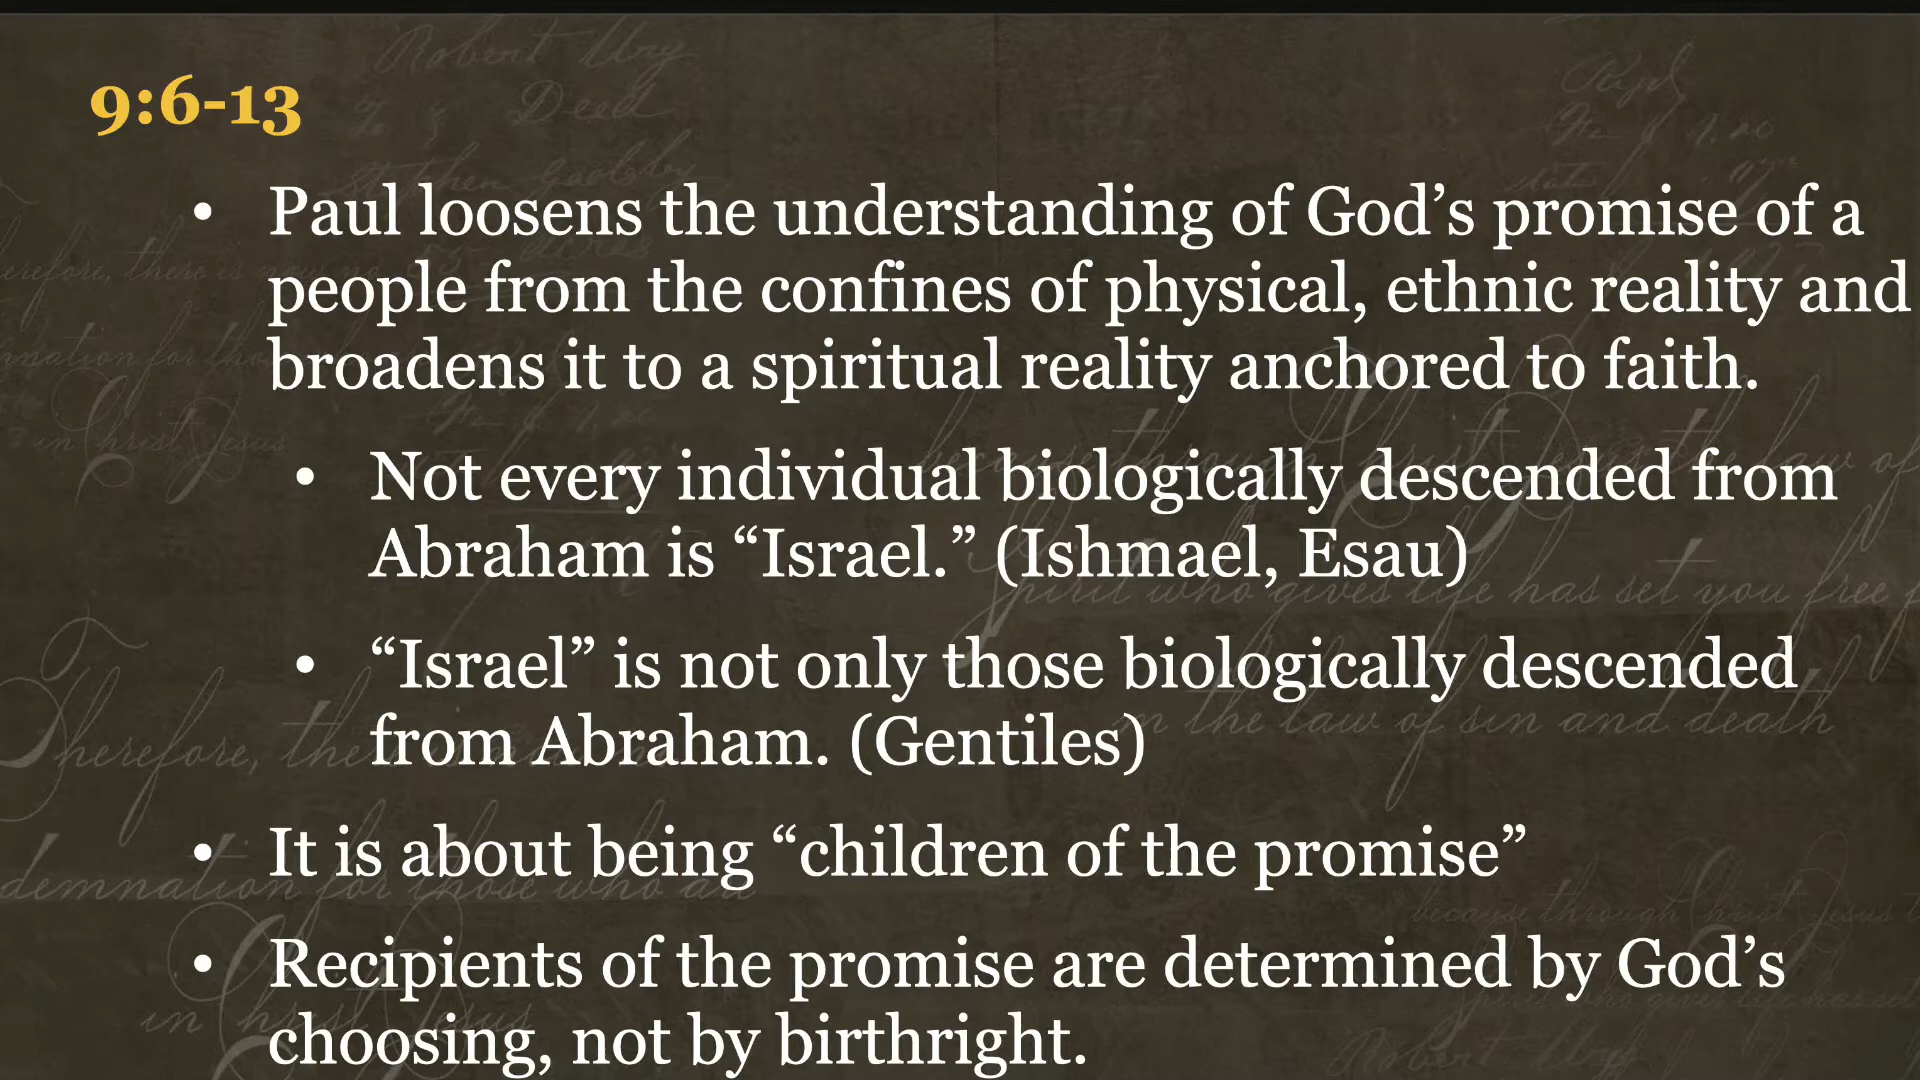 9:6-13
• Paul loosens the understanding of God’s promise of a
people from the confines of physical, ethnic reality and
broadens it to a spiritual reality anchored to faith.
• Not every individual biologically descended from
Abraham is “Israel.” (Ishmael, Esau)
• “Israel” is not only those biologically descended
from Abraham. (Gentiles)
• It is about being “children of the promise”
• Recipients of the promise are determined by God’s
choosing, not by birthright.